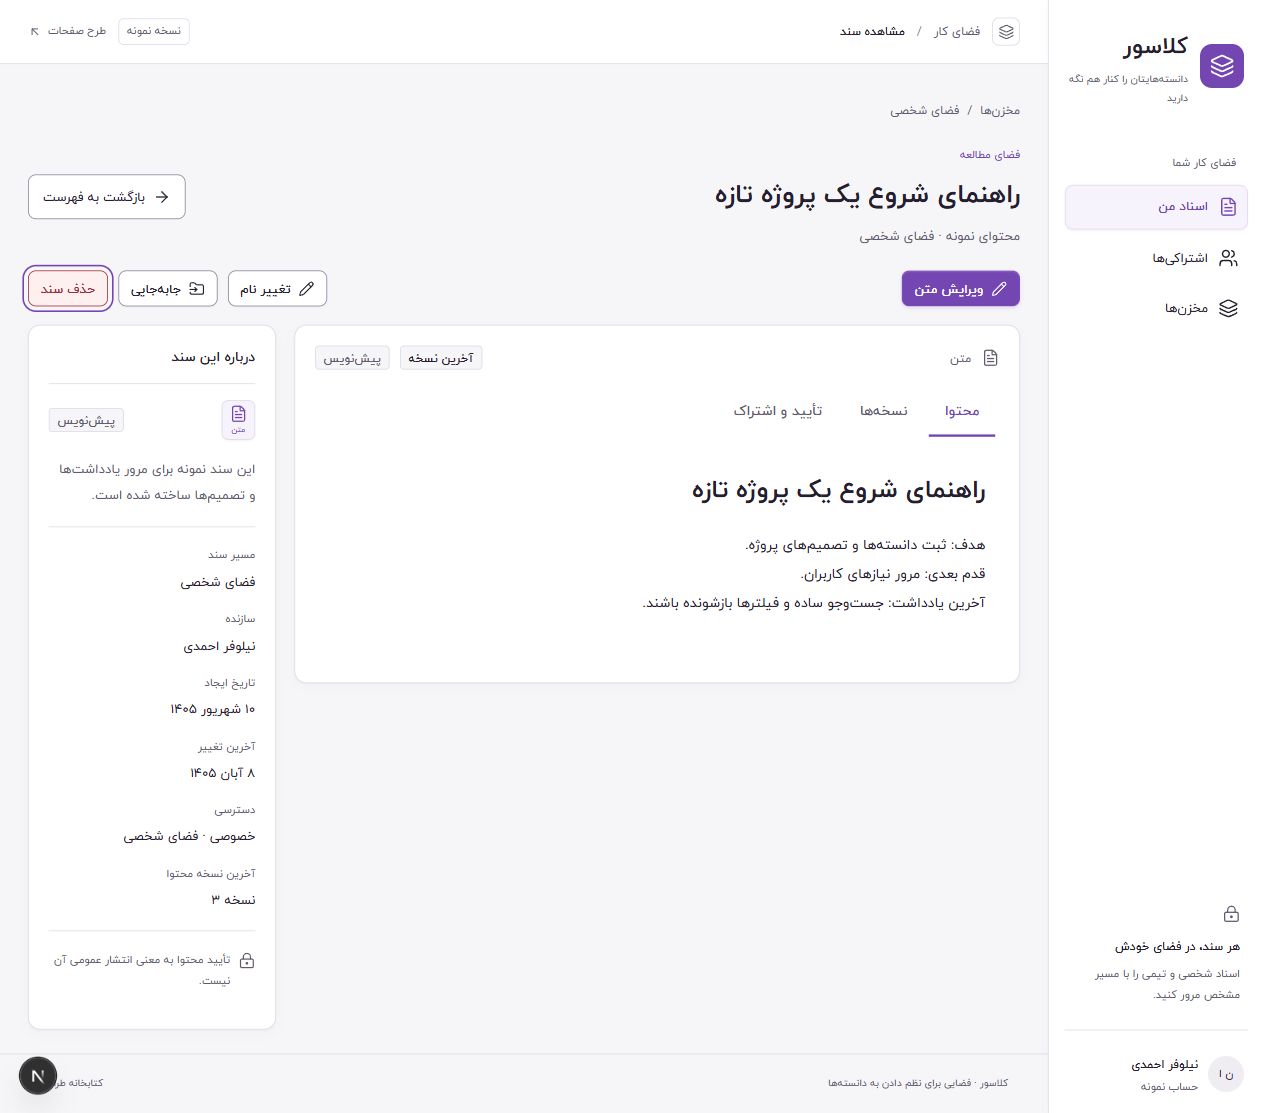 کلاسور
دانسته‌هایتان را کنار هم نگه
دارید
فضای کار شما
اسناد من
اشتراکی‌ها
مخزن‌ها
هر سند، در فضای خودش
اسناد شخصی و تیمی را با مسیر
مشخص مرور کنید.
ن ا
نیلوفر احمدی
حساب نمونه
فضای کار / مشاهده سند
نسخه نمونه
طرح صفحات
مخزن‌ها / فضای شخصی
فضای مطالعه
راهنمای شروع یک پروژه تازه
محتوای نمونه · فضای شخصی
بازگشت به فهرست
ویرایش متن
تغییر نام
جابه‌جایی
حذف سند
متن
آخرین نسخه
پیش‌نویس
محتوا
نسخه‌ها
تأیید و اشتراک
راهنمای شروع یک پروژه تازه
هدف: ثبت دانسته‌ها و تصمیم‌های پروژه.
قدم بعدی: مرور نیازهای کاربران.
آخرین یادداشت: جست‌وجو ساده و فیلترها بازشونده باشند.
درباره این سند
متن
پیش‌نویس
این سند نمونه برای مرور یادداشت‌ها
و تصمیم‌ها ساخته شده است.
مسیر سند
فضای شخصی
سازنده
نیلوفر احمدی
تاریخ ایجاد
۱۰ شهریور ۱۴۰۵
آخرین تغییر
۸ آبان ۱۴۰۵
دسترسی
خصوصی · فضای شخصی
آخرین نسخه محتوا
نسخه ۳
تأیید محتوا به معنی انتشار عمومی آن
نیست.
کلاسور · فضایی برای نظم دادن به دانسته‌ها
کتابخانه
N